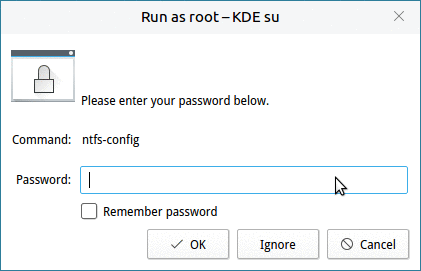 Run as root – KDE su
Please enter your password below.
Command: ntfs-config
Password:
Remember password
OK Ignore Cancel